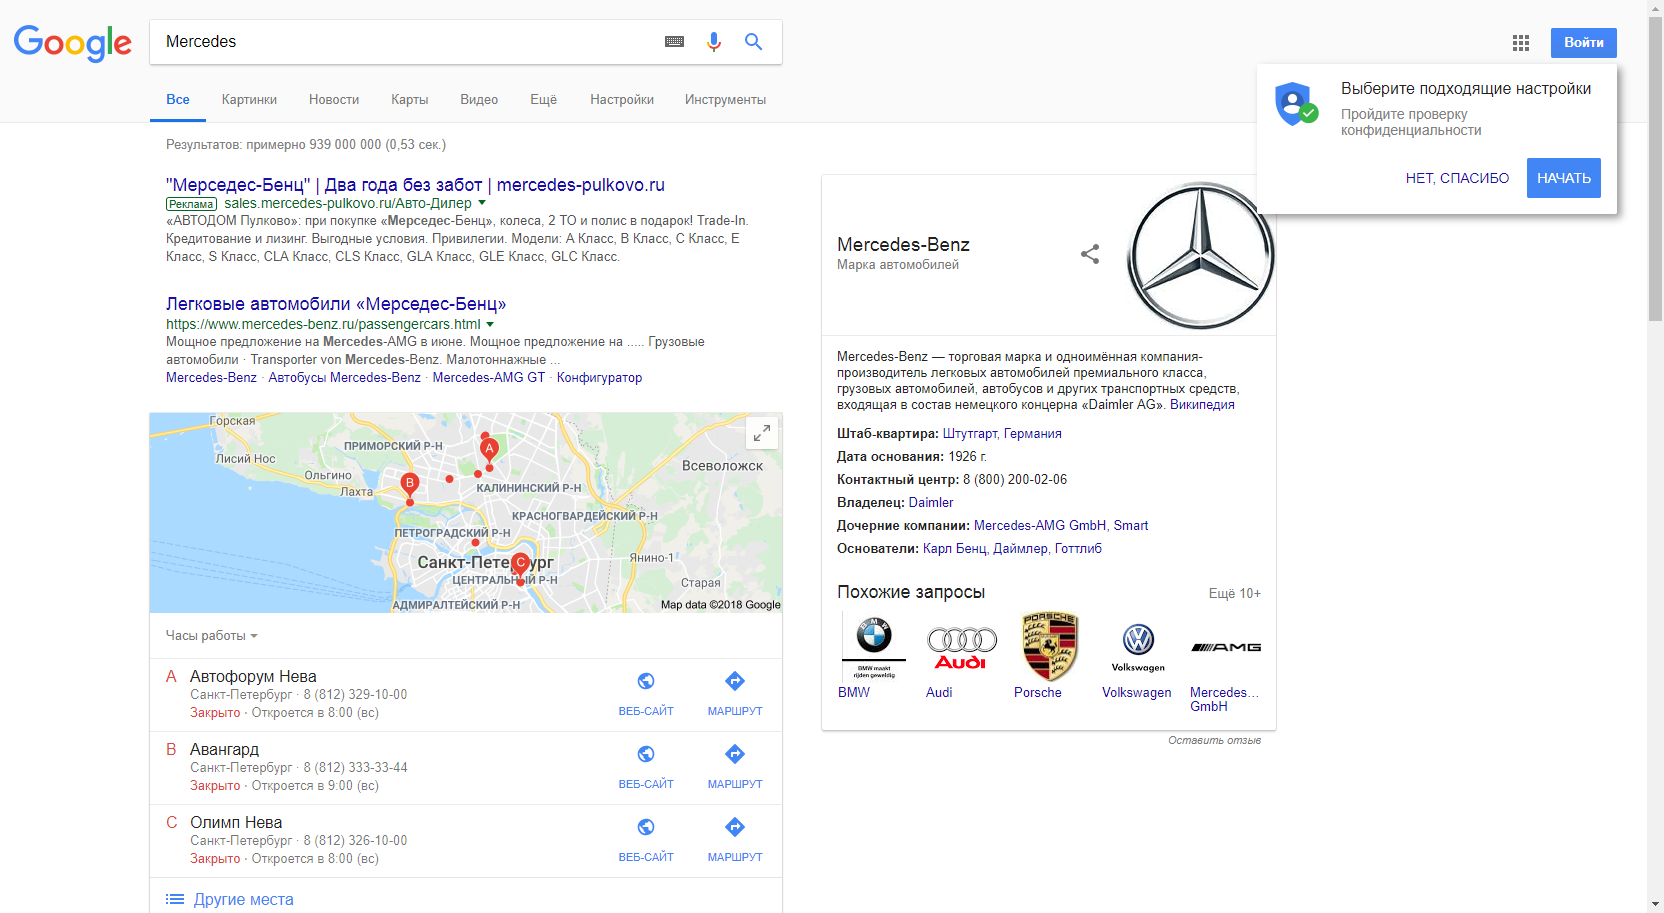 Google
Mercedes
Войти
Все Картинки Новости Карты Видео Ещё Настройки Инструменты
Выберите подходящие настройки
Пройдите проверку
конфиденциальности
НЕТ, СПАСИБО НАЧАТЬ
Результатов: примерно 939 000 000 (0,53 сек.)
"Мерседес-Бенц" | Два года без забот | mercedes-pulkovo.ru
Реклама sales.mercedes-pulkovo.ru/Авто-Дилер
«АВТОДОМ Пулково»: при покупке «Мерседес-Бенц», колеса, 2 ТО и полис в подарок! Trade-In.
Кредитование и лизинг. Выгодные условия. Привилегии. Модели: А Класс, В Класс, С Класс, Е
Класс, S Класс, CLA Класс, CLS Класс, GLA Класс, GLE Класс, GLC Класс.
Легковые автомобили «Мерседес-Бенц»
https://www.mercedes-benz.ru/passengercars.html
Мощное предложение на Mercedes-AMG в июне. Мощное предложение на ..... Грузовые
автомобили · Transporter von Mercedes-Benz. Малотоннажные ...
Mercedes-Benz · Автобусы Mercedes-Benz · Mercedes-AMG GT · Конфигуратор
Горская
ПРИМОРСКИЙ Р-Н
A
Лисий Нос
Всеволожск
Ольгино
B
Лахта
КАЛИНИНСКИЙ Р-Н
КРАСНОГВАРДЕЙСКИЙ Р-Н
ПЕТРОГРАДСКИЙ Р-Н
Янино-1
Санкт-Петербург
C
ЦЕНТРАЛЬНЫЙ Р-Н
Старая
АДМИРАЛТЕЙСКИЙ Р-Н
Map data ©2018 Google
Часы работы
A Автофорум Нева
Санкт-Петербург · 8 (812) 329-10-00
Закрыто · Откроется в 8:00 (вс)
ВЕБ-САЙТ МАРШРУТ
B Авангард
Санкт-Петербург · 8 (812) 333-33-44
Закрыто · Откроется в 9:00 (вс)
ВЕБ-САЙТ МАРШРУТ
C Олимп Нева
Санкт-Петербург · 8 (812) 326-10-00
Закрыто · Откроется в 8:00 (вс)
ВЕБ-САЙТ МАРШРУТ
Другие места
Mercedes-Benz
Марка автомобилей
Mercedes-Benz — торговая марка и одноимённая компания-
производитель легковых автомобилей премиального класса,
грузовых автомобилей, автобусов и других транспортных средств,
входящая в состав немецкого концерна «Daimler AG». Википедия
Штаб-квартира: Штутгарт, Германия
Дата основания: 1926 г.
Контактный центр: 8 (800) 200-02-06
Владелец: Daimler
Дочерние компании: Mercedes-AMG GmbH, Smart
Основатели: Карл Бенц, Даймлер, Готтлиб
Похожие запросы
Ещё 10+
BMW
BMW maakt
rijden geweldig
Audi
PORSCHE
Volkswagen
AMG
BMW Audi Porsche Volkswagen Mercedes...
GmbH
Оставить отзыв